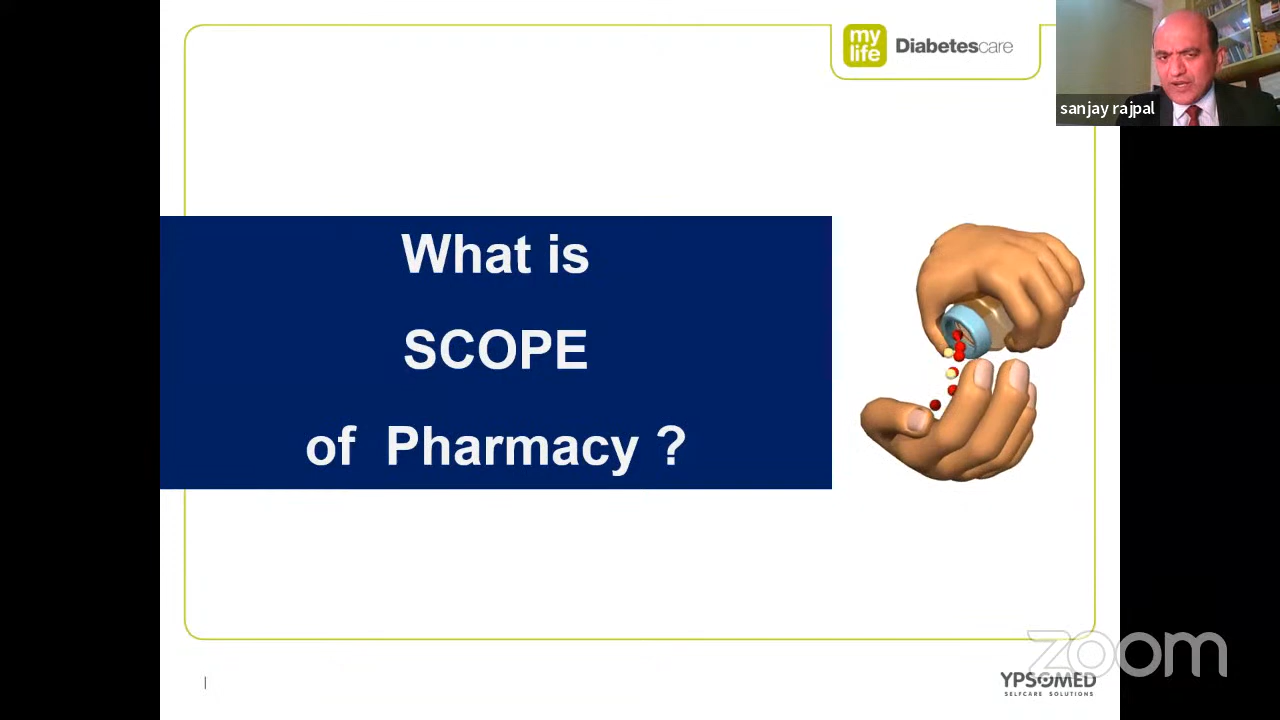 my
life
Diabetescare
sanjay rajpal
What is
SCOPE
of Pharmacy ?
zoom
YPSOMED
SELFCARE SOLUTIONS